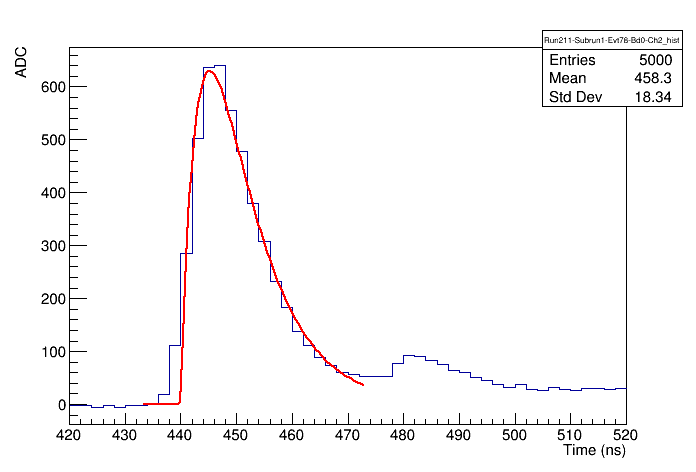 Run211-Subrun1-Evt76-Bd0-Ch2_hist
Entries 5000
Mean 458.3
Std Dev 18.34
ADC
600
500
400
300
200
100
0
420 430 440 450 460 470 480 490 500 510 520
Time (ns)